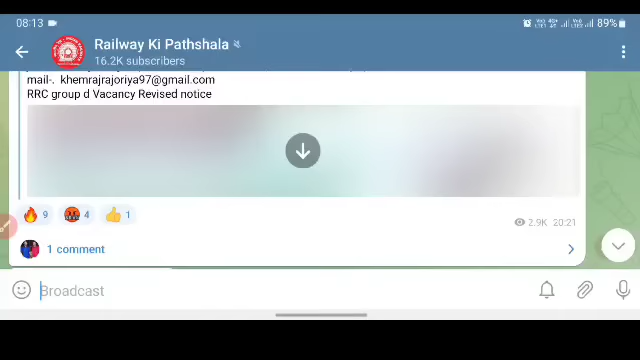 08:13
89%
Railway Ki Pathshala
16.2K subscribers
mail-. khemrajrajoriya97@gmail.com
RRC group d Vacancy Revised notice
9 4 1
2.9K 20:21
1 comment
Broadcast